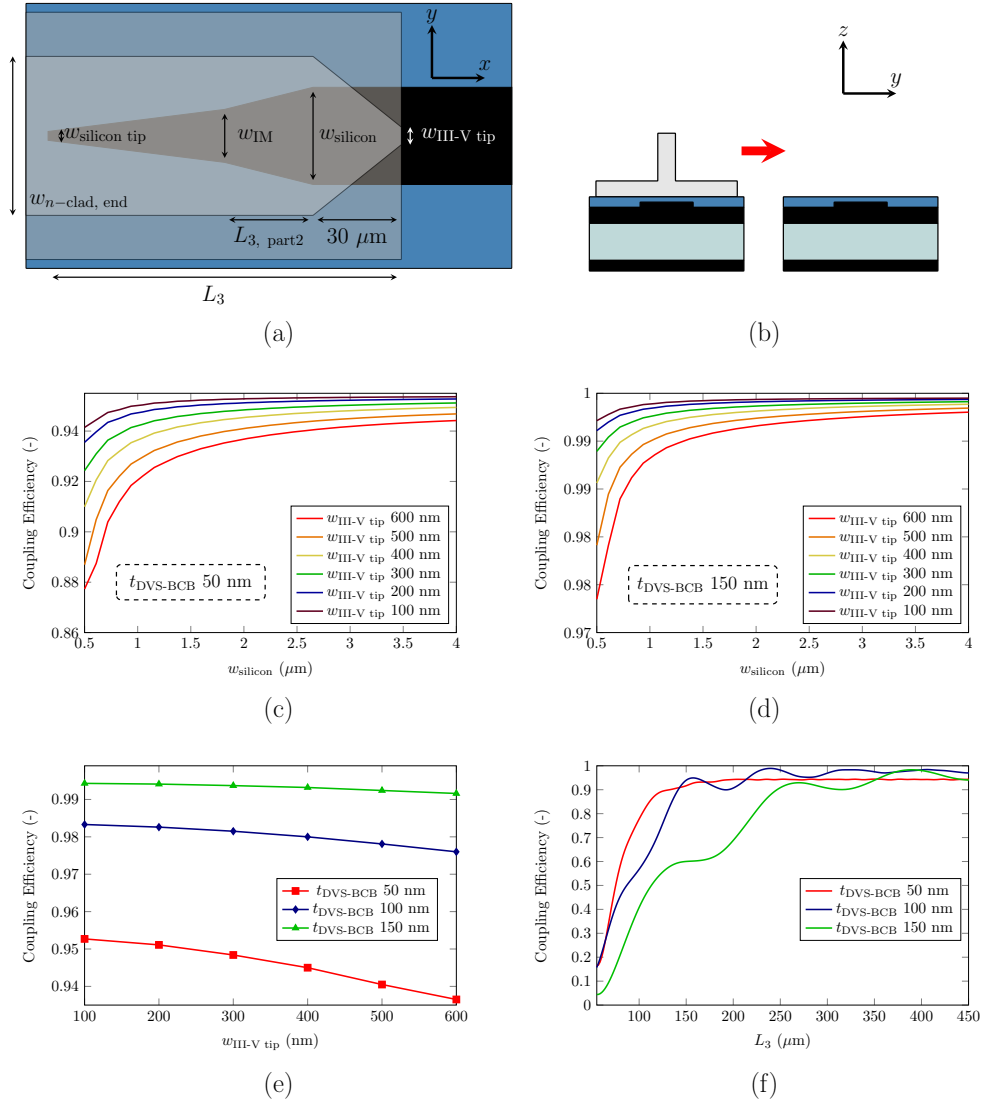 y
x
w_silicon tip
w_IM
w_silicon
w_III-V tip
w_n−clad, end
L_3, part2
30 μm
L_3
(a)
z
y
(b)
Coupling Efficiency (-)
0.94
0.92
0.9
0.88
0.86
0.5 1 1.5 2 2.5 3 3.5 4
w_silicon (μm)
t_DVS-BCB 50 nm
w_III-V tip 600 nm
w_III-V tip 500 nm
w_III-V tip 400 nm
w_III-V tip 300 nm
w_III-V tip 200 nm
w_III-V tip 100 nm
(c)
Coupling Efficiency (-)
1
0.99
0.99
0.98
0.98
0.97
0.5 1 1.5 2 2.5 3 3.5 4
w_silicon (μm)
t_DVS-BCB 150 nm
w_III-V tip 600 nm
w_III-V tip 500 nm
w_III-V tip 400 nm
w_III-V tip 300 nm
w_III-V tip 200 nm
w_III-V tip 100 nm
(d)
Coupling Efficiency (-)
0.99
0.98
0.97
0.96
0.95
0.94
100 200 300 400 500 600
w_III-V tip (nm)
t_DVS-BCB 50 nm
t_DVS-BCB 100 nm
t_DVS-BCB 150 nm
(e)
Coupling Efficiency (-)
1
0.9
0.8
0.7
0.6
0.5
0.4
0.3
0.2
0.1
0
100 150 200 250 300 350 400 450
L_3 (μm)
t_DVS-BCB 50 nm
t_DVS-BCB 100 nm
t_DVS-BCB 150 nm
(f)